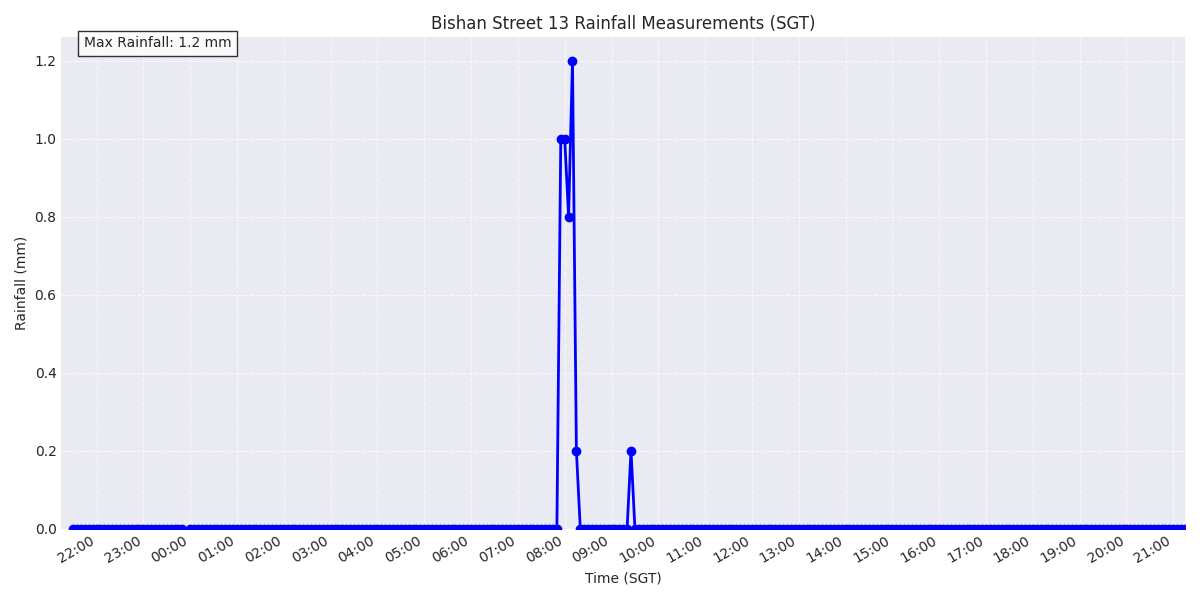 Bishan Street 13 Rainfall Measurements (SGT)
Max Rainfall: 1.2 mm
1.2
1.0
0.8
0.6
0.4
0.2
0.0
Rainfall (mm)
22:00 23:00 00:00 01:00 02:00 03:00 04:00 05:00 06:00 07:00 08:00 09:00 10:00 11:00 12:00 13:00 14:00 15:00 16:00 17:00 18:00 19:00 20:00 21:00
Time (SGT)